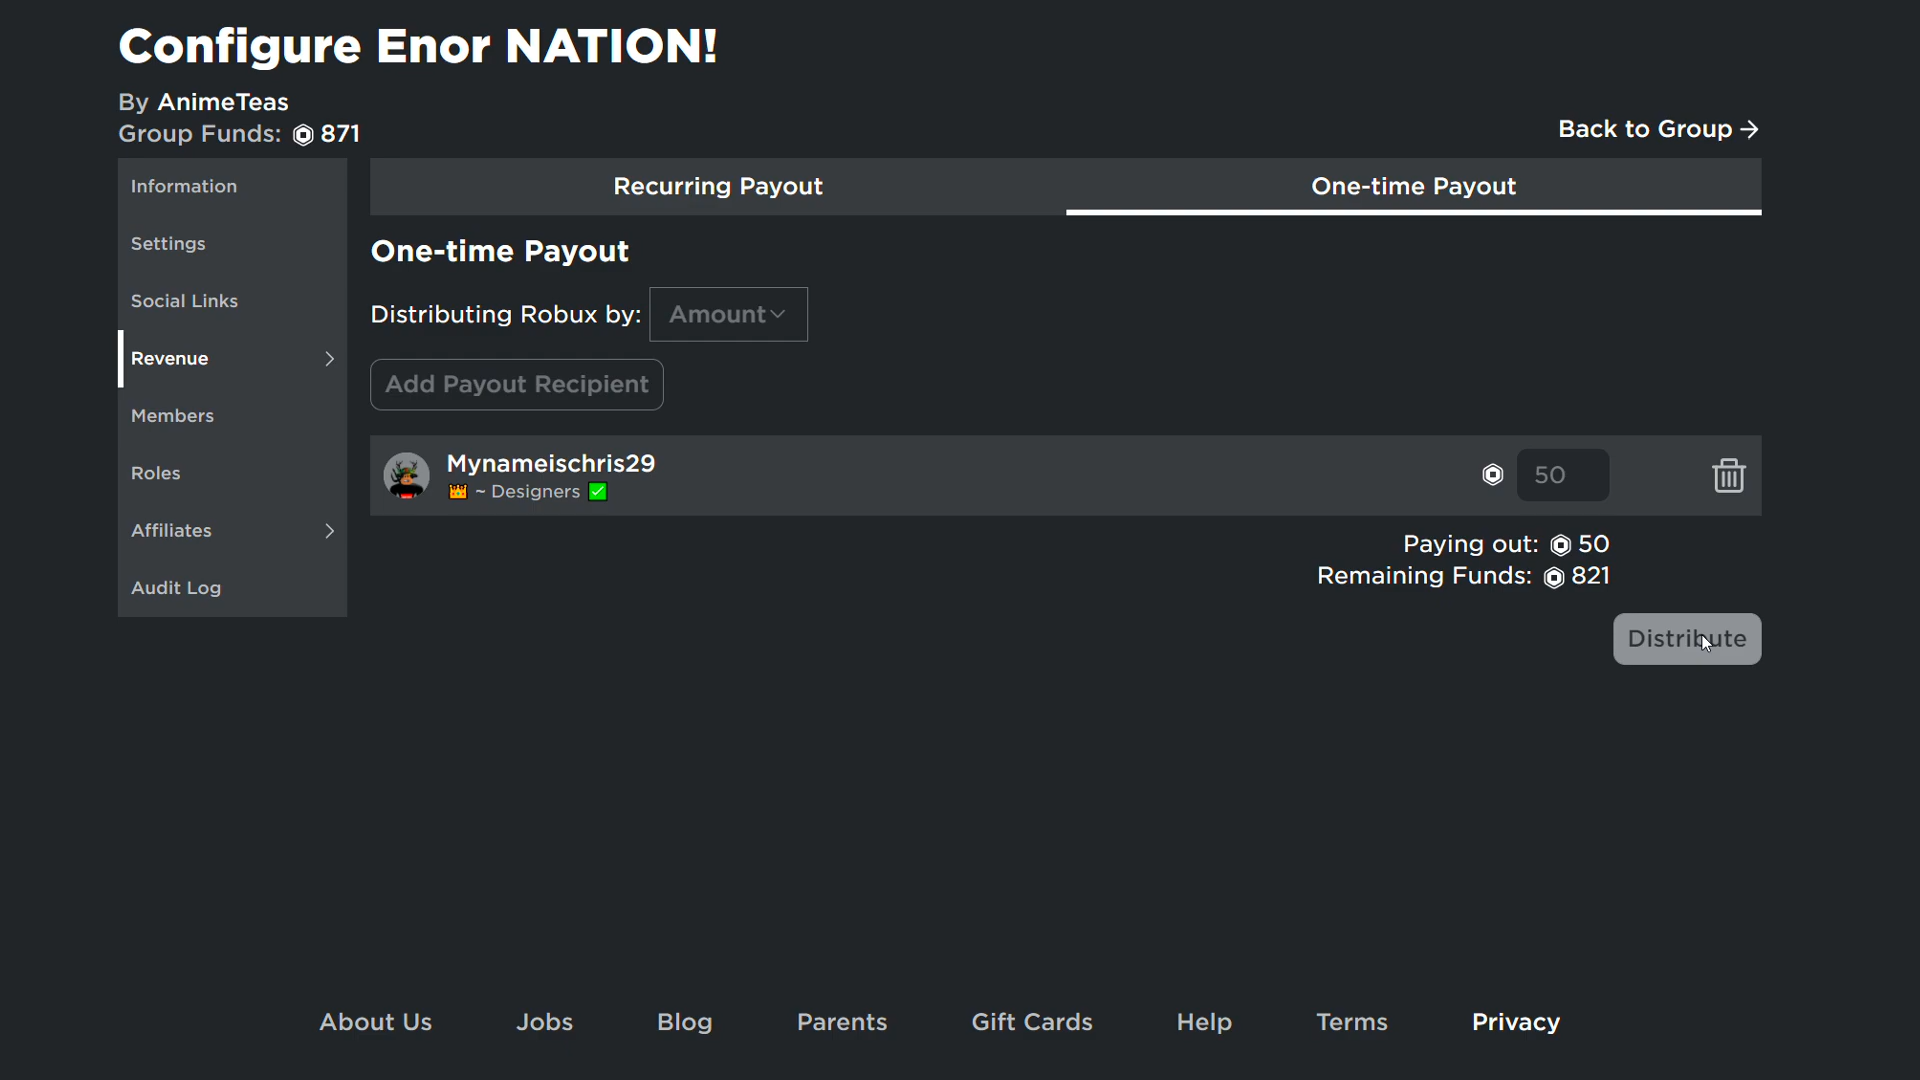 Configure Enor NATION!
By AnimeTeas
Group Funds: 871
Back to Group
Information
Settings
Social Links
Revenue
Members
Roles
Affiliates
Audit Log
Recurring Payout
One-time Payout
One-time Payout
Distributing Robux by: Amount
Add Payout Recipient
Mynameischris29
~ Designers
50
Paying out: 50
Remaining Funds: 821
Distribute
About Us
Jobs
Blog
Parents
Gift Cards
Help
Terms
Privacy